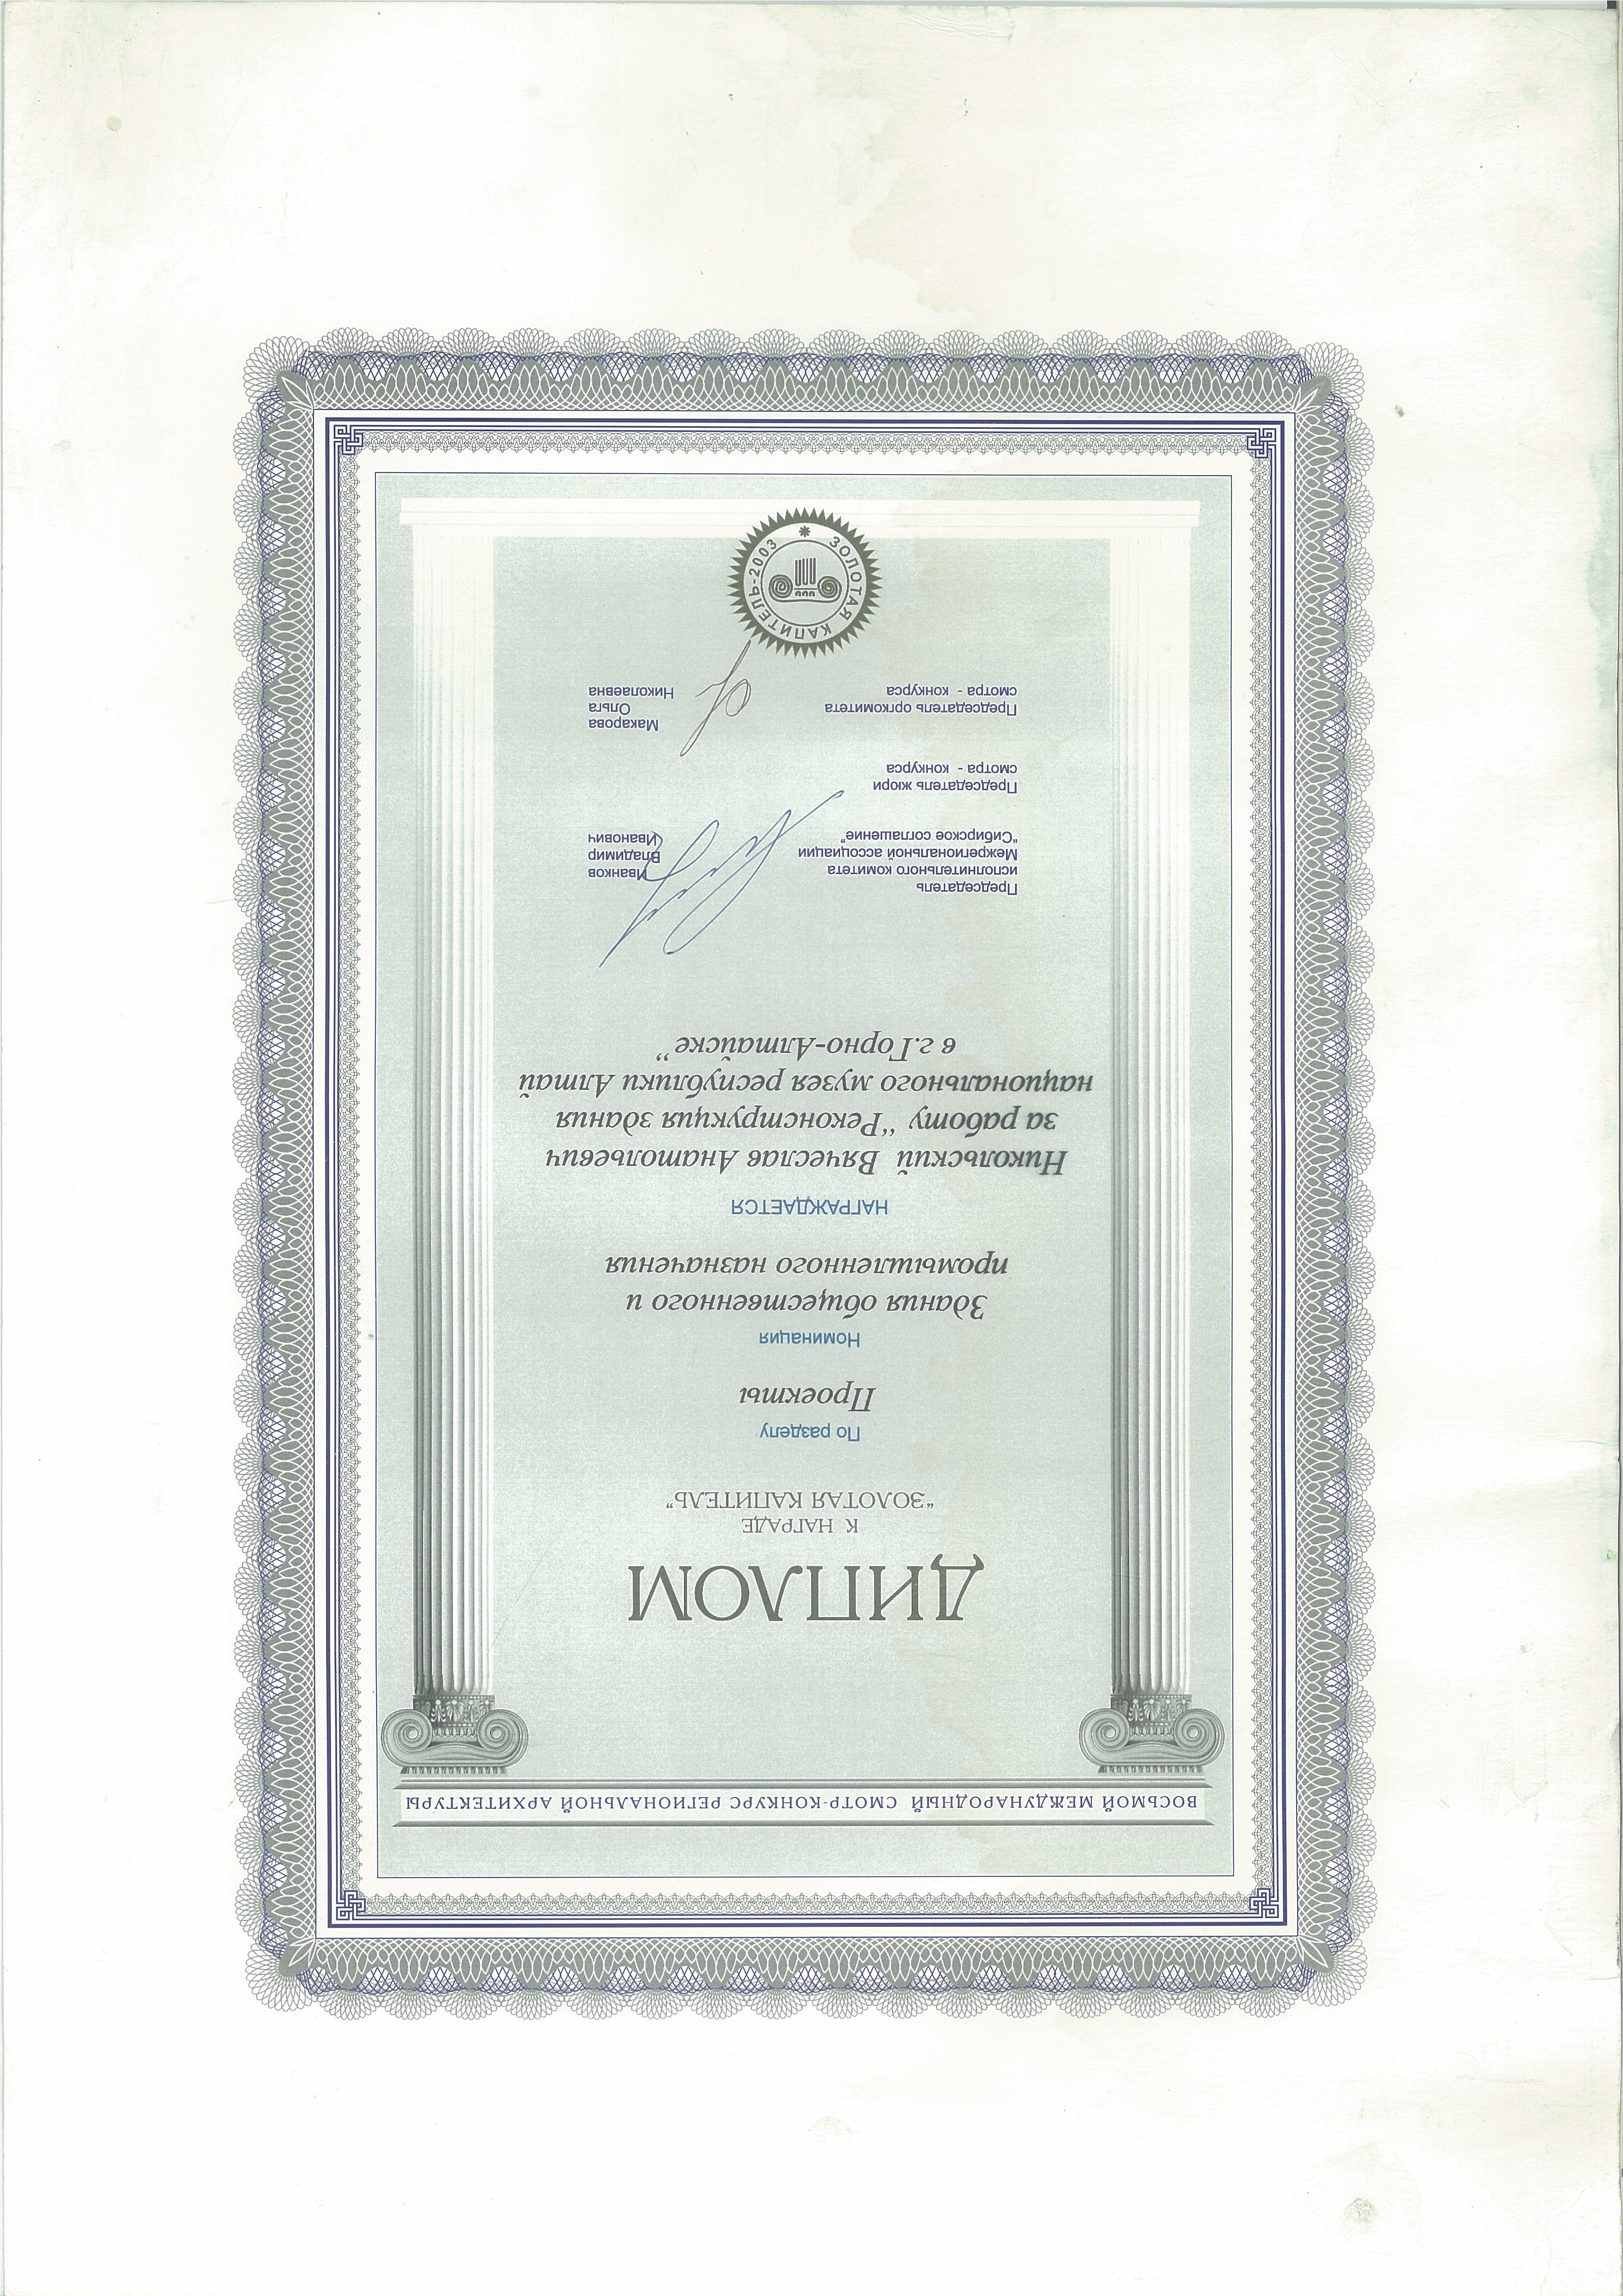 ВОСЬМОЙ МЕЖДУНАРОДНЫЙ СМОТР-КОНКУРС РЕГИОНАЛЬНОЙ АРХИТЕКТУРЫ
ДИПЛОМ
К НАГРАДЕ
"ЗОЛОТАЯ КАПИТЕЛЬ"
По разделу
Проекты
Номинация
Здания общественного и
промышленного назначения
НАГРАЖДАЕТСЯ
Никольский Вячеслав Анатольевич
за работу "Реконструкция здания
национального музея республики Алтай
в г.Горно-Алтайске"
Председатель
исполнительного комитета
Межрегиональной ассоциации
"Сибирское соглашение"
Иванков
Владимир
Иванович
Председатель жюри
смотра - конкурса
Председатель оргкомитета
смотра - конкурса
Макарова
Ольга
Николаевна
ЗОЛОТАЯ КАПИТЕЛЬ-2003